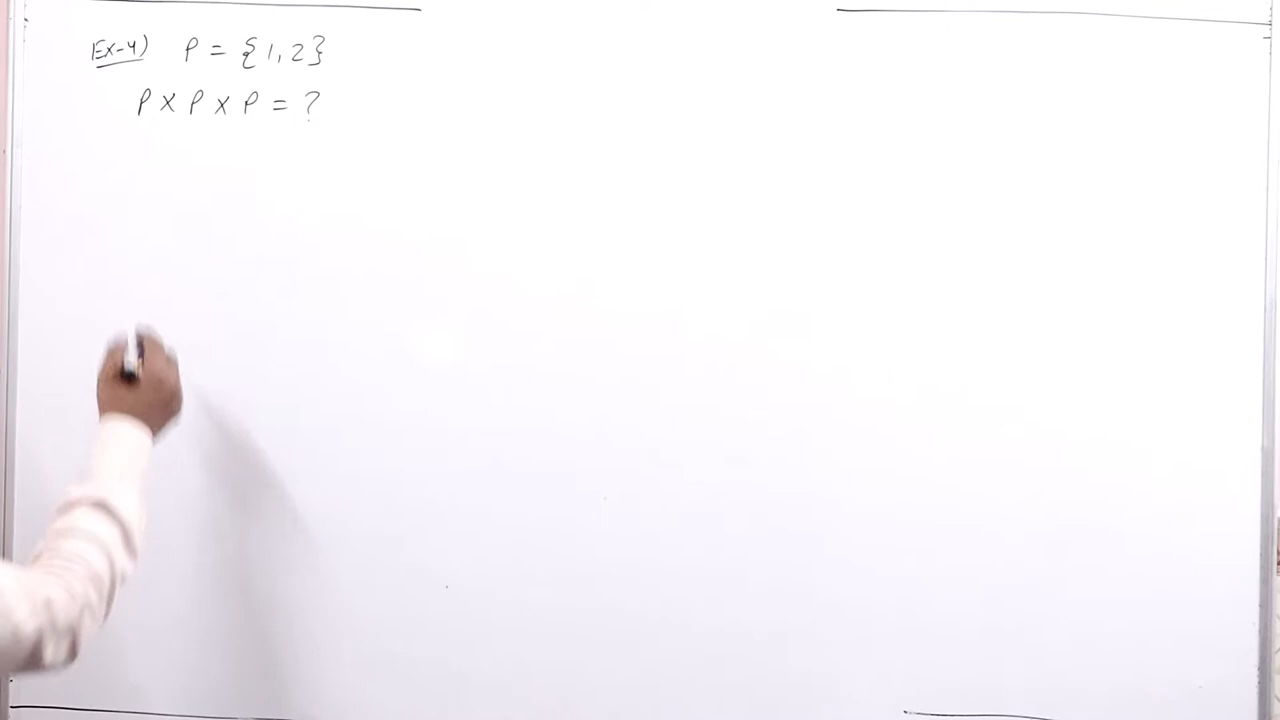 Ex-4) P = {1, 2}
P × P × P = ?